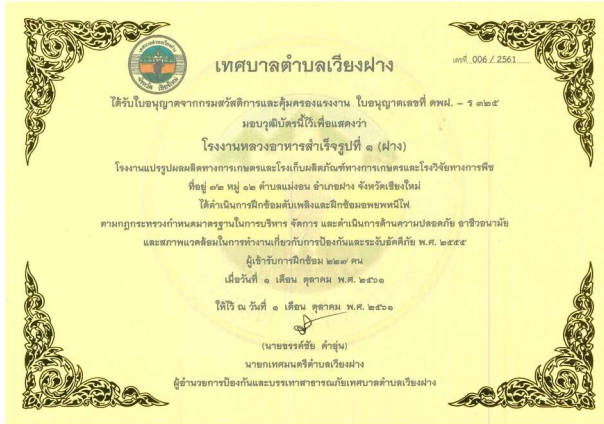 เทศบาลตำบลเวียงฝาง
เลขที่ 006 / 2561
ได้รับใบอนุญาตจากกรมสวัสดิการและคุ้มครองแรงงาน ใบอนุญาตเลขที่ ดพฝ. – ร ๓๒๕
มอบวุฒิบัตรนี้ไว้เพื่อแสดงว่า
โรงงานหลวงอาหารสำเร็จรูปที่ ๑ (ฝาง)
โรงงานแปรรูปผลผลิตทางการเกษตรและโรงเก็บผลิตภัณฑ์ทางการเกษตรและโรงวิจัยทางการพืช
ที่อยู่ ๗๒ หมู่ ๑๒ ตำบลแม่งอน อำเภอฝาง จังหวัดเชียงใหม่
ได้ดำเนินการฝึกซ้อมดับเพลิงและฝึกซ้อมอพยพหนีไฟ
ตามกฎกระทรวงกำหนดมาตรฐานในการบริหาร จัดการ และดำเนินการด้านความปลอดภัย อาชีวอนามัย
และสภาพแวดล้อมในการทำงานเกี่ยวกับการป้องกันและระงับอัคคีภัย พ.ศ. ๒๕๕๕
ผู้เข้ารับการฝึกซ้อม ๒๒๗ คน
เมื่อวันที่ ๑ เดือน ตุลาคม พ.ศ. ๒๕๖๑
ให้ไว้ ณ วันที่ ๑ เดือน ตุลาคม พ.ศ. ๒๕๖๑
(นายธรรค์ชัย คำอุ่น)
นายกเทศมนตรีตำบลเวียงฝาง
ผู้อำนวยการป้องกันและบรรเทาสาธารณภัยเทศบาลตำบลเวียงฝาง